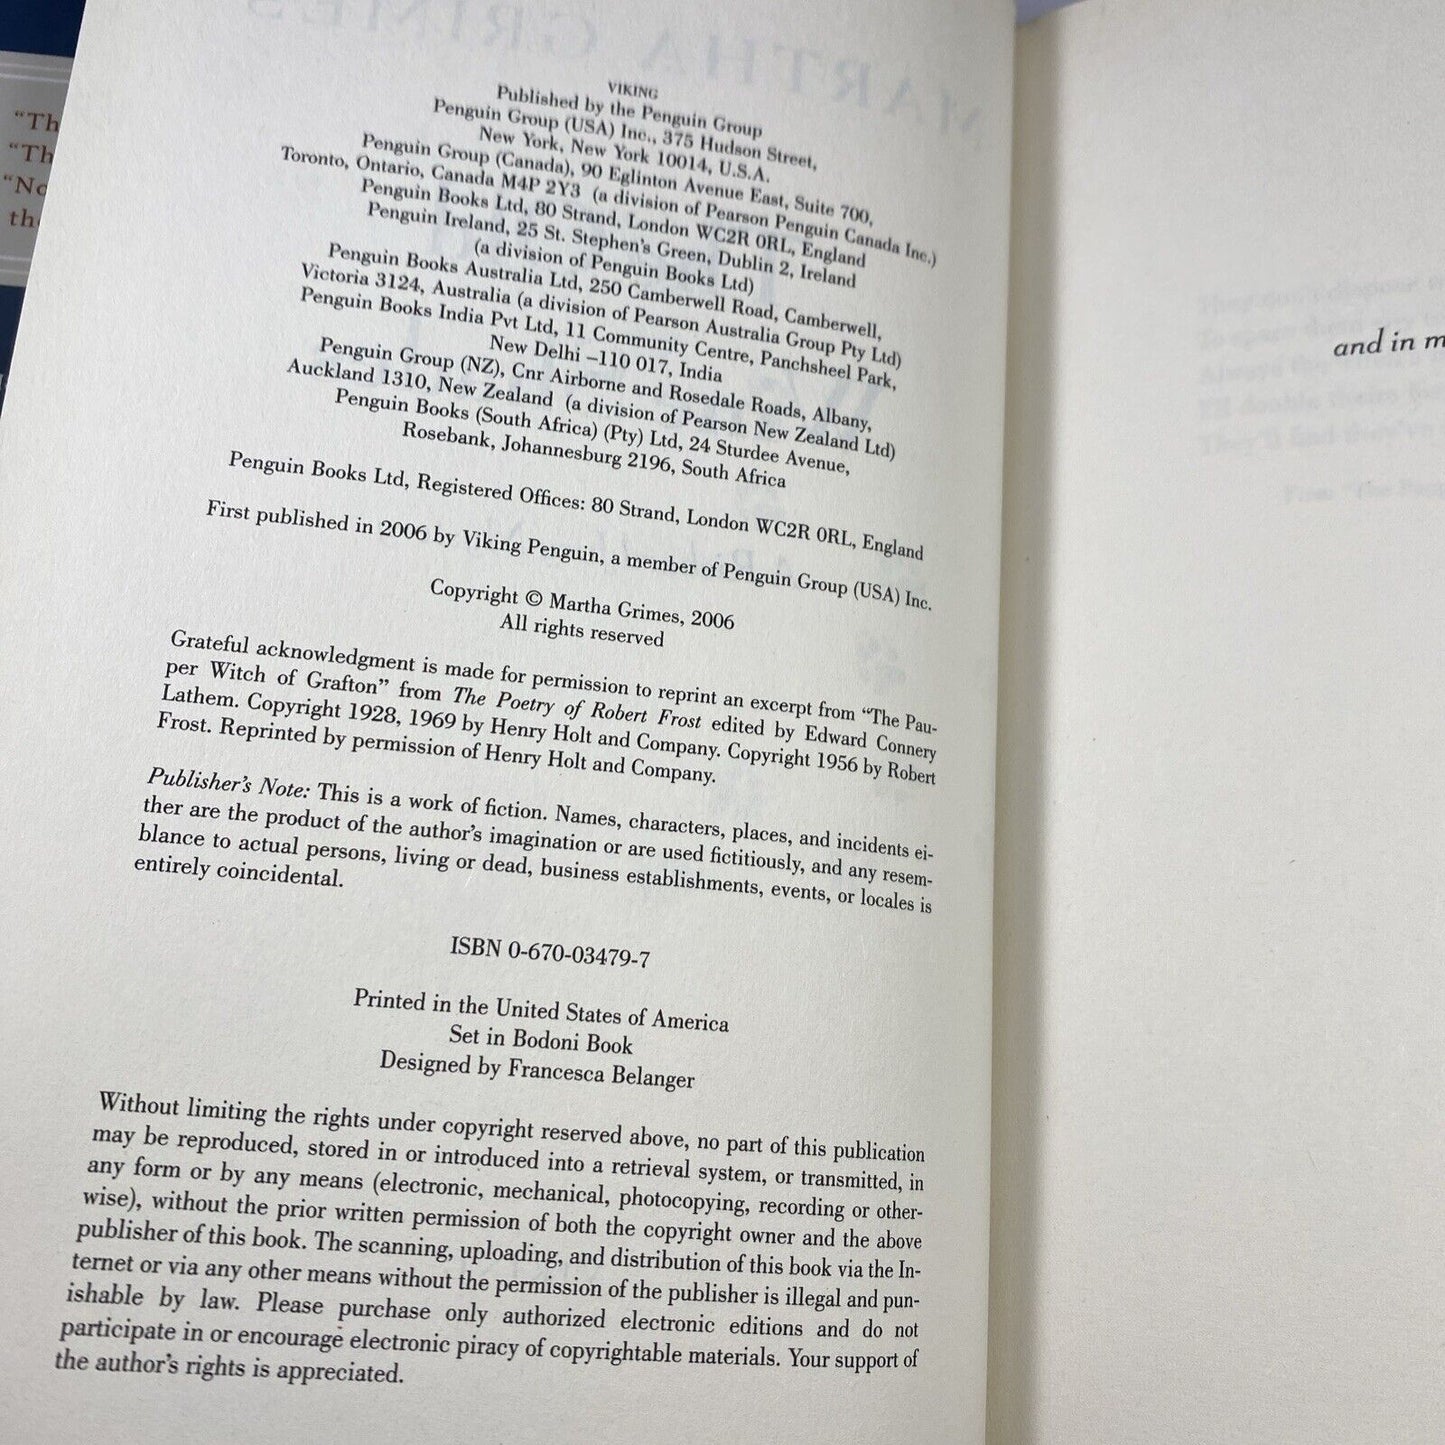 "Th
"Th
"No
the
VIKING
Published by the Penguin Group
Penguin Group (USA) Inc., 375 Hudson Street,
New York, New York 10014, U.S.A.
Penguin Group (Canada), 90 Eglinton Avenue East, Suite 700,
Toronto, Ontario, Canada M4P 2Y3 (a division of Pearson Penguin Canada Inc.)
Penguin Books Ltd, 80 Strand, London WC2R 0RL, England
Penguin Ireland, 25 St. Stephen's Green, Dublin 2, Ireland
(a division of Penguin Books Ltd)
Penguin Books Australia Ltd, 250 Camberwell Road, Camberwell,
Victoria 3124, Australia (a division of Pearson Australia Group Pty Ltd)
Penguin Books India Pvt Ltd, 11 Community Centre, Panchsheel Park,
New Delhi –110 017, India
Penguin Group (NZ), Cnr Airborne and Rosedale Roads, Albany,
Auckland 1310, New Zealand (a division of Pearson New Zealand Ltd)
Penguin Books (South Africa) (Pty) Ltd, 24 Sturdee Avenue,
Rosebank, Johannesburg 2196, South Africa
Penguin Books Ltd, Registered Offices: 80 Strand, London WC2R 0RL, England
First published in 2006 by Viking Penguin, a member of Penguin Group (USA) Inc.
Copyright © Martha Grimes, 2006
All rights reserved
Grateful acknowledgment is made for permission to reprint an excerpt from "The Pau-
per Witch of Grafton" from The Poetry of Robert Frost edited by Edward Connery
Lathem. Copyright 1928, 1969 by Henry Holt and Company. Copyright 1956 by Robert
Frost. Reprinted by permission of Henry Holt and Company.
Publisher's Note: This is a work of fiction. Names, characters, places, and incidents ei-
ther are the product of the author's imagination or are used fictitiously, and any resem-
blance to actual persons, living or dead, business establishments, events, or locales is
entirely coincidental.
ISBN 0-670-03479-7
Printed in the United States of America
Set in Bodoni Book
Designed by Francesca Belanger
Without limiting the rights under copyright reserved above, no part of this publication
may be reproduced, stored in or introduced into a retrieval system, or transmitted, in
any form or by any means (electronic, mechanical, photocopying, recording or other-
wise), without the prior written permission of both the copyright owner and the above
publisher of this book. The scanning, uploading, and distribution of this book via the In-
ternet or via any other means without the permission of the publisher is illegal and pun-
ishable by law. Please purchase only authorized electronic editions and do not
participate in or encourage electronic piracy of copyrightable materials. Your support of
the author's rights is appreciated.
and in m